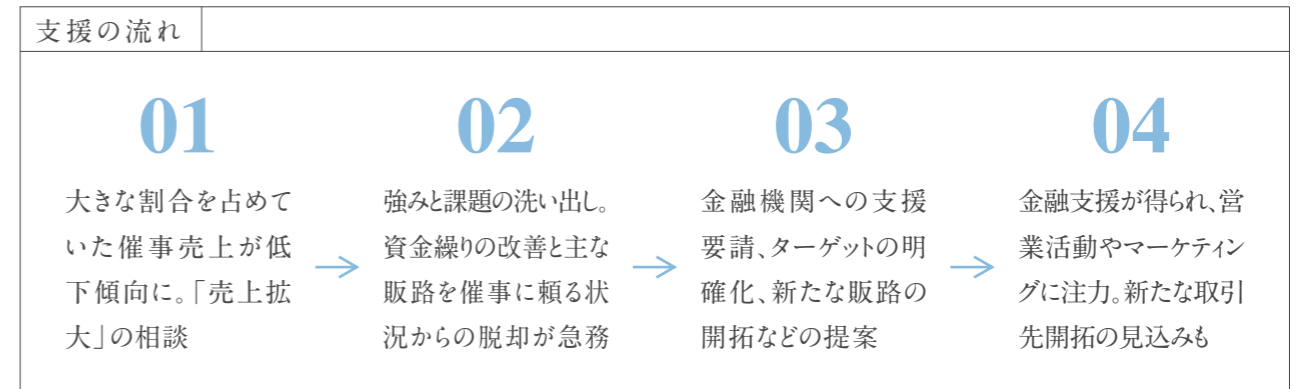 支援の流れ
01
大きな割合を占めて
いた催事売上が低
下傾向に。「売上拡
大」の相談
02
強みと課題の洗い出し。
資金繰りの改善と主な
販路を催事に頼る状
況からの脱却が急務
03
金融機関への支援
要請、ターゲットの明
確化、新たな販路の
開拓などの提案
04
金融支援が得られ、営
業活動やマーケティン
グに注力。新たな取引
先開拓の見込みも